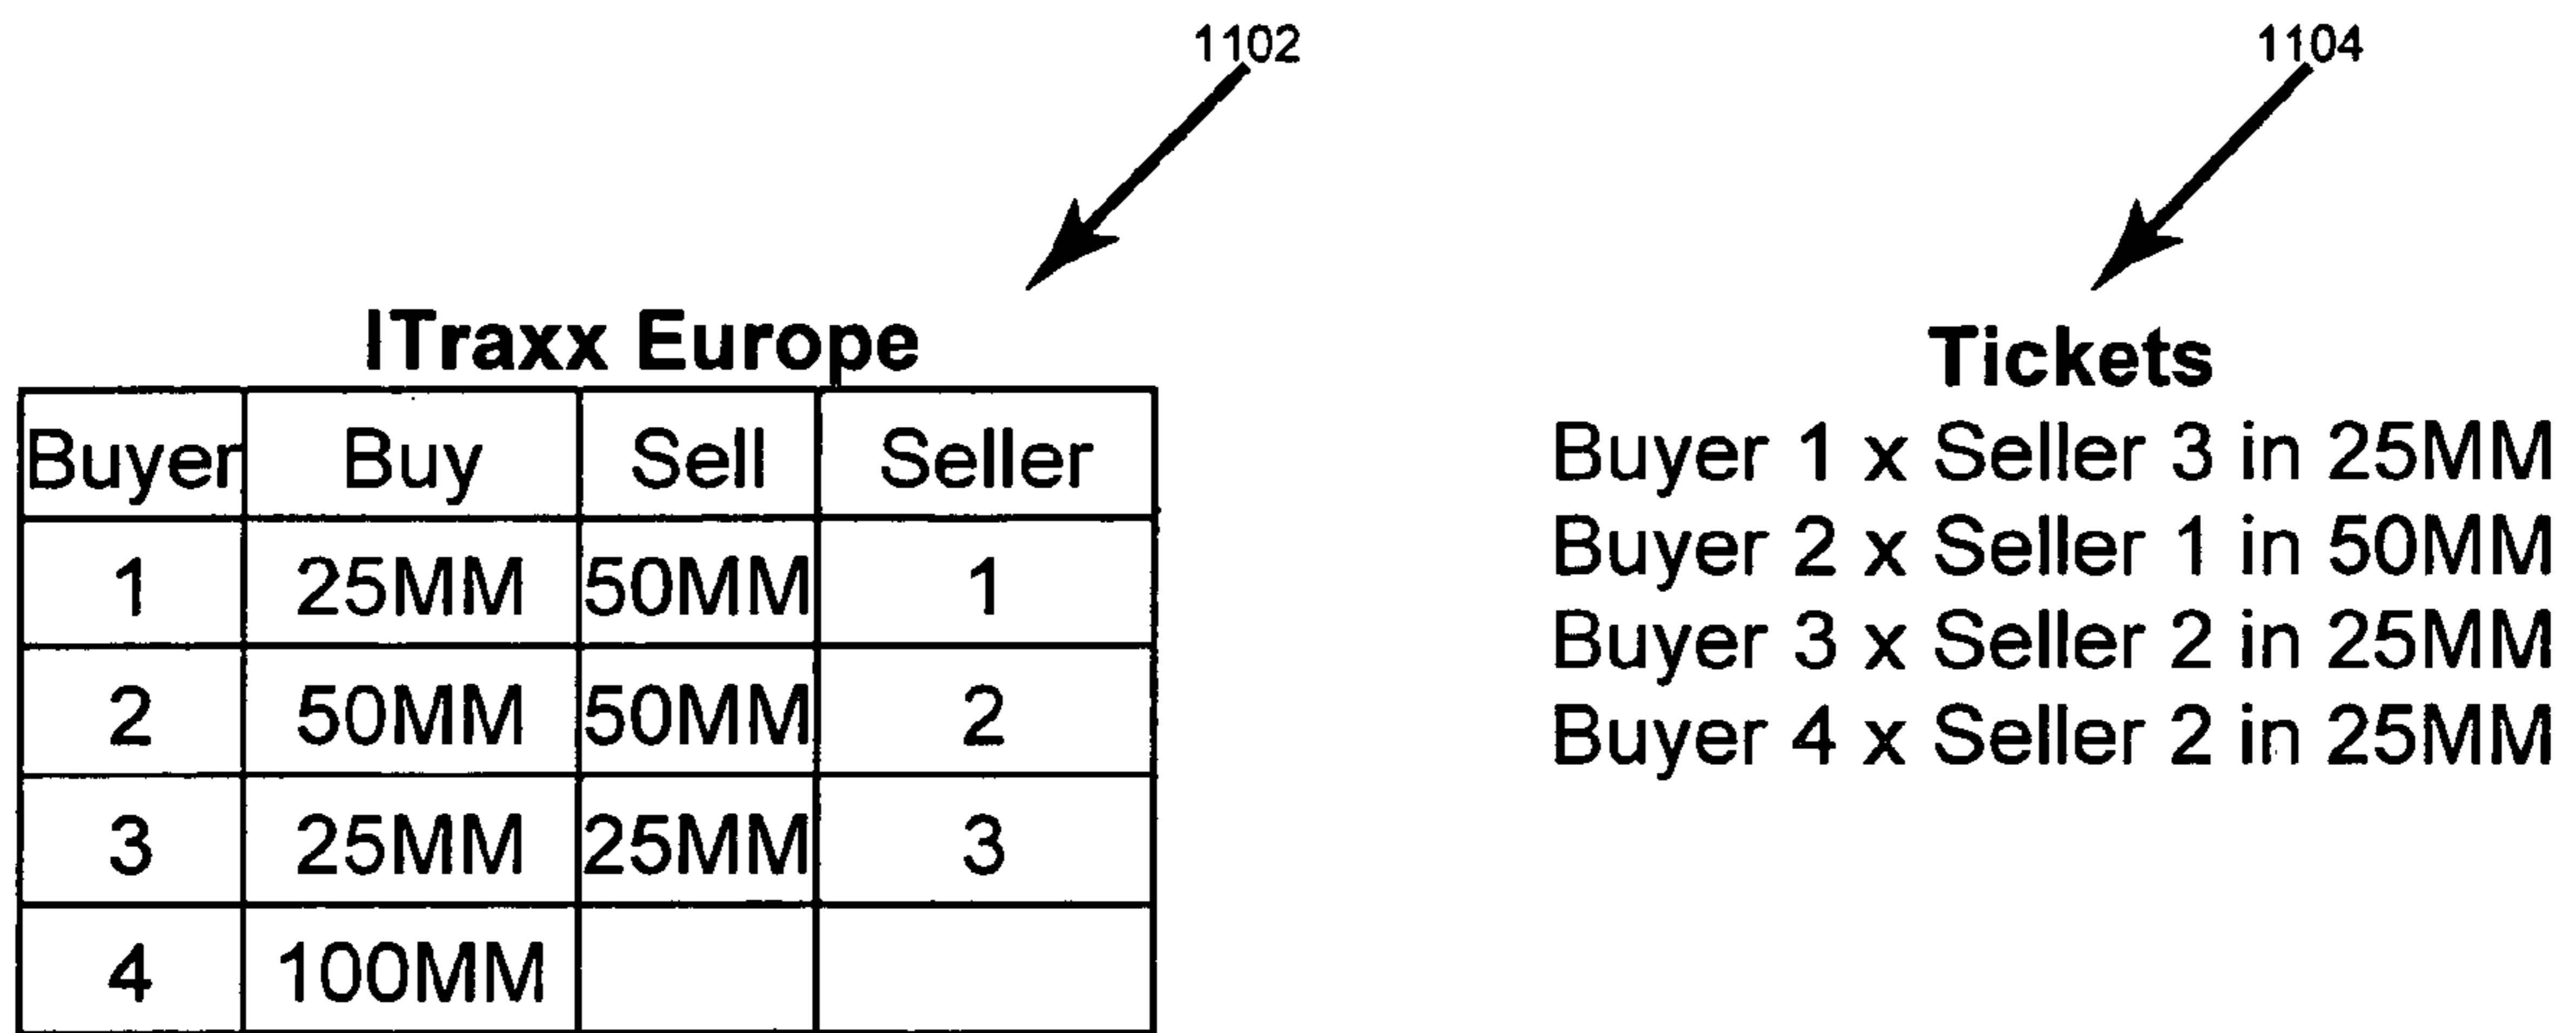 1102
1104
ITraxx Europe
Buyer Buy Sell Seller
1 25MM 50MM 1
2 50MM 50MM 2
3 25MM 25MM 3
4 100MM
Tickets
Buyer 1 x Seller 3 in 25MM
Buyer 2 x Seller 1 in 50MM
Buyer 3 x Seller 2 in 25MM
Buyer 4 x Seller 2 in 25MM